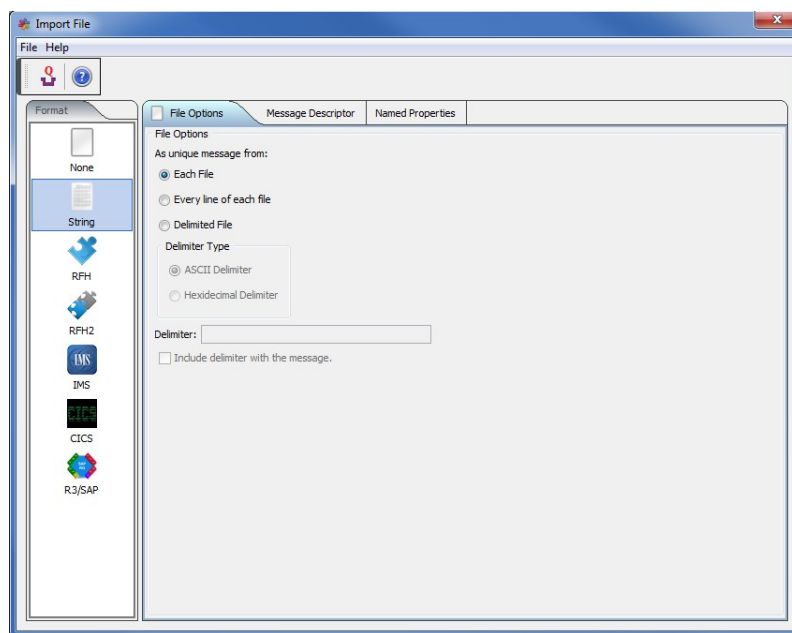 Import File
File Help
Format
File Options
Message Descriptor
Named Properties
None
String
RFH
RFH2
IMS
IMS
CICS
CICS
R3/SAP
File Options
As unique message from:
Each File
Every line of each file
Delimited File
Delimiter Type
ASCII Delimiter
Hexidecimal Delimiter
Delimiter:
Include delimiter with the message.